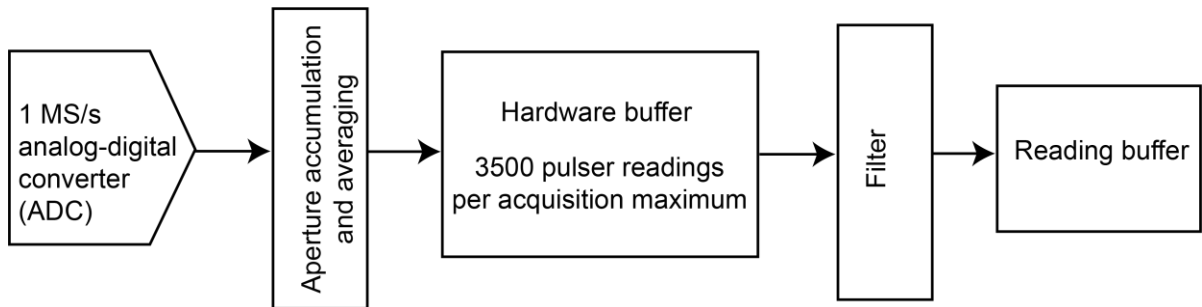 1 MS/s
analog-digital
converter
(ADC)
Aperture accumulation
and averaging
Hardware buffer
3500 pulser readings
per acquisition maximum
Filter
Reading buffer